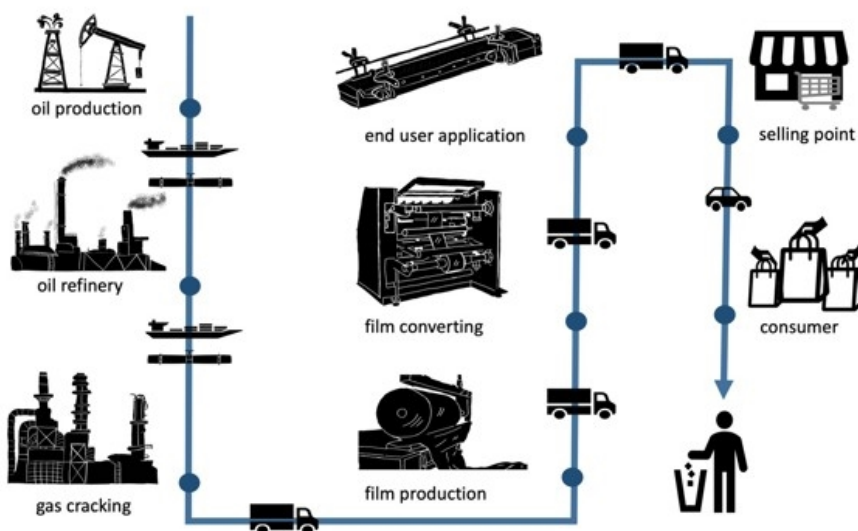 oil production
oil refinery
gas cracking
film production
film converting
end user application
selling point
consumer